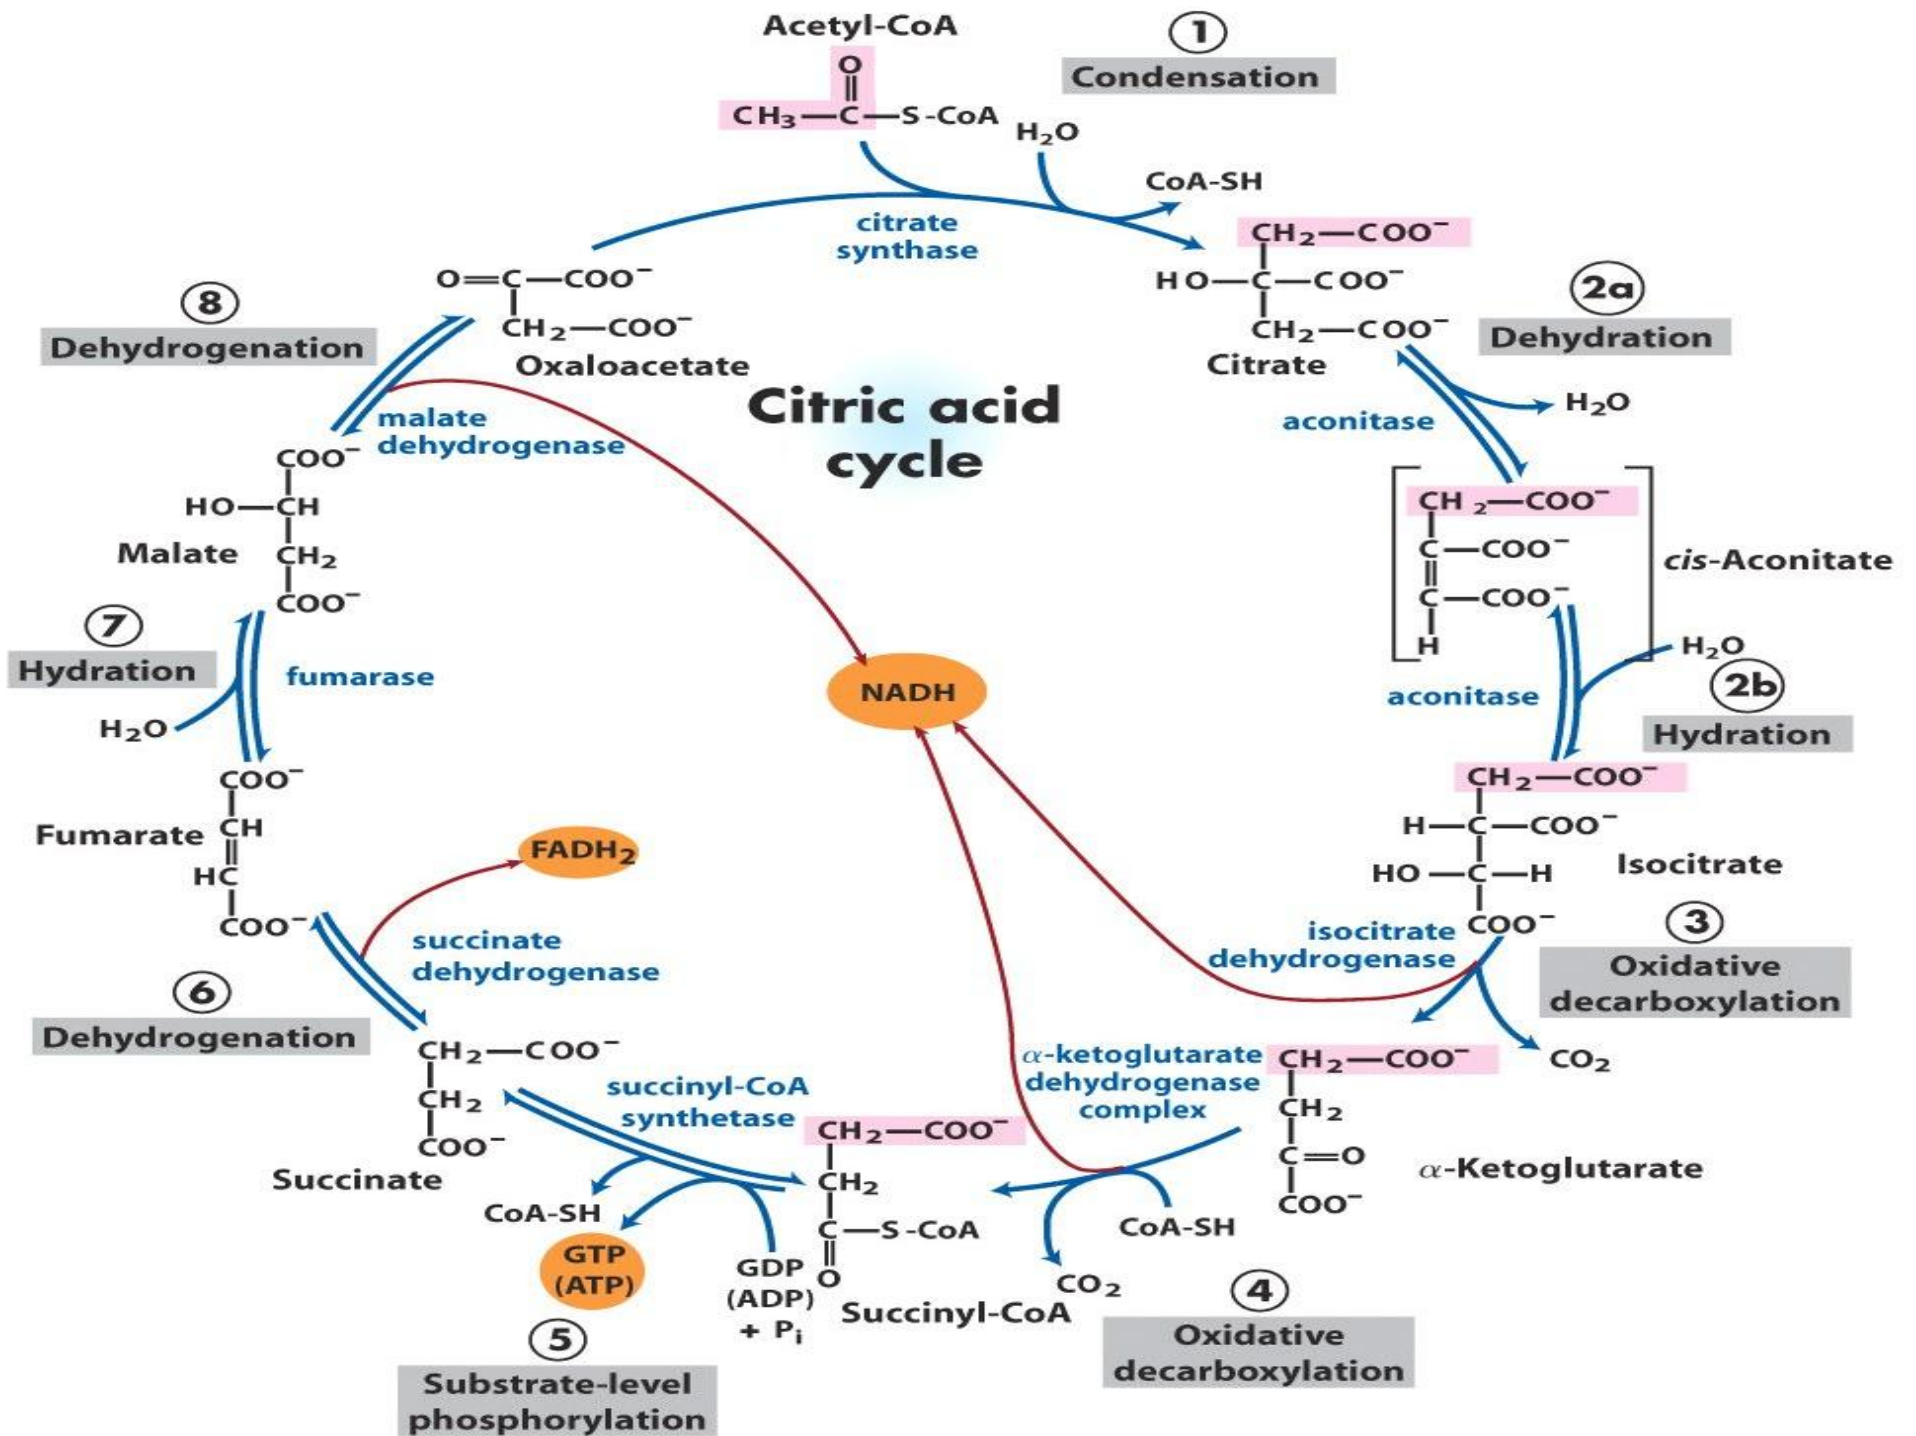 Acetyl-CoA
O
CH₃—C—S-CoA
1
Condensation
H₂O
CoA-SH
citrate
synthase
CH₂—COO⁻
HO—C—COO⁻
CH₂—COO⁻
Citrate
2a
Dehydration
H₂O
aconitase
CH₂—COO⁻
C—COO⁻
C—COO⁻
H
cis-Aconitate
H₂O
2b
Hydration
aconitase
CH₂—COO⁻
H—C—COO⁻
HO—C—H
COO⁻
Isocitrate
3
Oxidative
decarboxylation
isocitrate
dehydrogenase
CO₂
CH₂—COO⁻
CH₂
C=O
COO⁻
α-Ketoglutarate
α-ketoglutarate
dehydrogenase
complex
CoA-SH
CO₂
4
Oxidative
decarboxylation
CH₂—COO⁻
CH₂
C—S-CoA
O
Succinyl-CoA
succinyl-CoA
synthetase
GDP
(ADP)
+ Pᵢ
CoA-SH
GTP
(ATP)
5
Substrate-level
phosphorylation
CH₂—COO⁻
CH₂
COO⁻
Succinate
6
Dehydrogenation
succinate
dehydrogenase
FADH₂
COO⁻
CH
HC
COO⁻
Fumarate
7
Hydration
H₂O
fumarase
COO⁻
HO—CH
CH₂
COO⁻
Malate
8
Dehydrogenation
malate
dehydrogenase
O=C—COO⁻
CH₂—COO⁻
Oxaloacetate
Citric acid
cycle
NADH